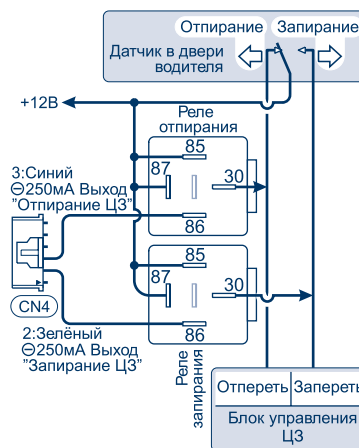 Отпирание Запирание
Датчик в двери
водителя
+12В
Реле
отпирания
85
87
30
86
3:Синий
⊖250мА Выход
"Отпирание ЦЗ"
CN4
85
87
30
86
2:Зелёный
⊖250мА Выход
"Запирание ЦЗ"
Реле
запирания
Отпереть Запереть
Блок управления
ЦЗ